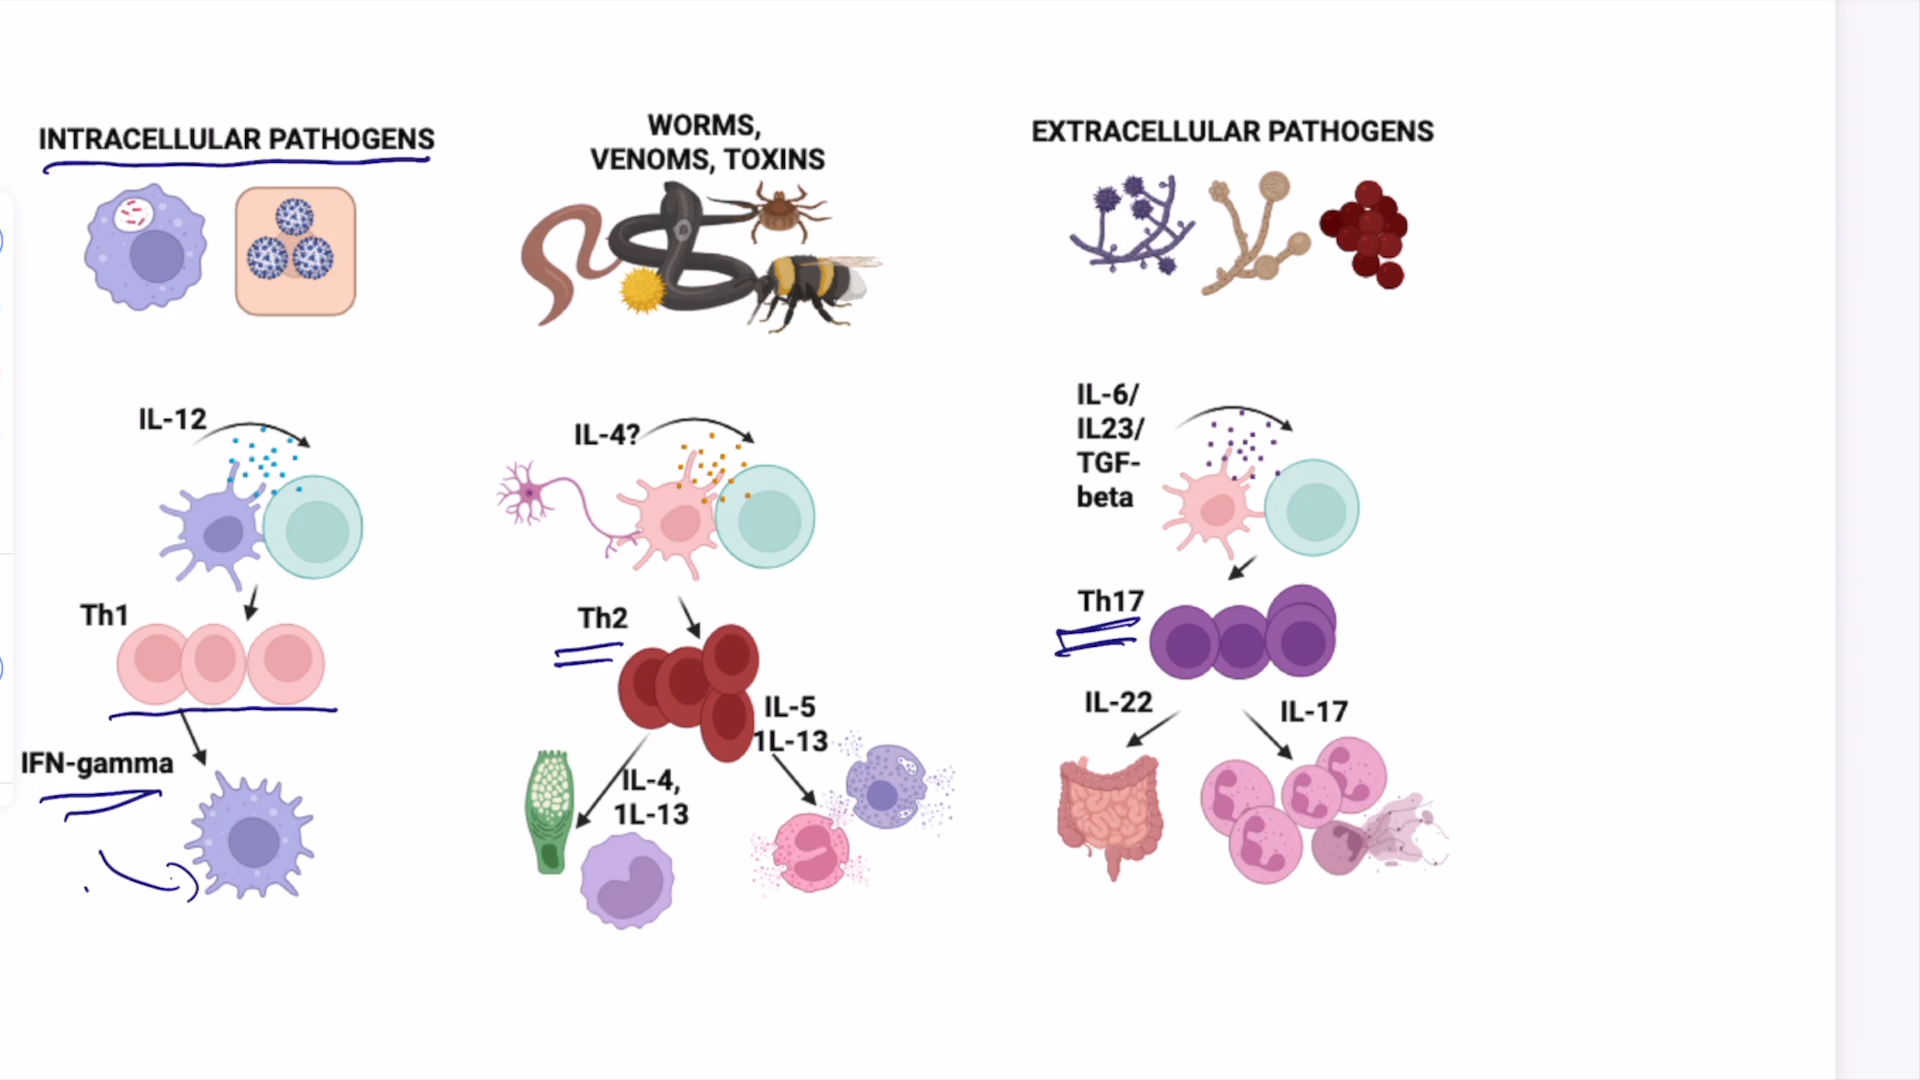 INTRACELLULAR PATHOGENS
WORMS,
VENOMS, TOXINS
EXTRACELLULAR PATHOGENS
IL-12
Th1
IFN-gamma
IL-4?
Th2
IL-5
1L-13
IL-4,
1L-13
IL-6/
IL23/
TGF-
beta
Th17
IL-22
IL-17